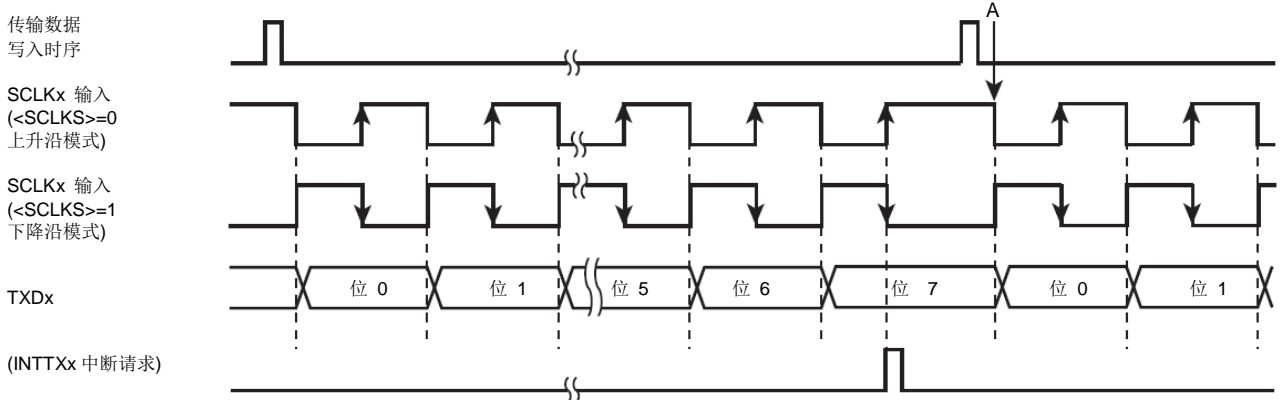 传输数据
写入时序
A
SCLKx 输入
(<SCLKS>=0
上升沿模式)
SCLKx 输入
(<SCLKS>=1
下降沿模式)
TXDx
位 0
位 1
位 5
位 6
位 7
位 0
位 1
(INTTXx 中断请求)